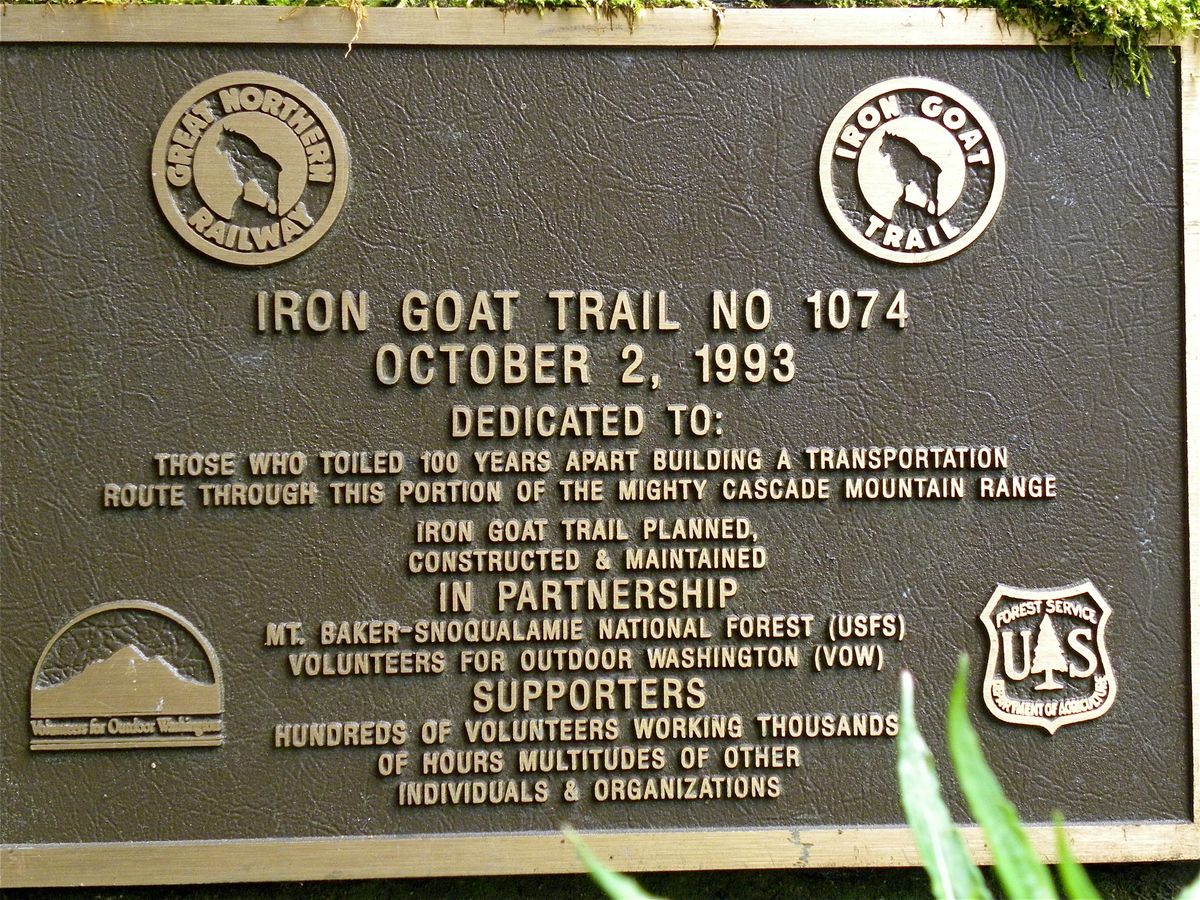 GREAT NORTHERN
RAILWAY
IRON GOAT
TRAIL
IRON GOAT TRAIL NO 1074
OCTOBER 2, 1993
DEDICATED TO:
THOSE WHO TOILED 100 YEARS APART BUILDING A TRANSPORTATION
ROUTE THROUGH THIS PORTION OF THE MIGHTY CASCADE MOUNTAIN RANGE
IRON GOAT TRAIL PLANNED,
CONSTRUCTED & MAINTAINED
IN PARTNERSHIP
MT. BAKER-SNOQUALAMIE NATIONAL FOREST (USFS)
VOLUNTEERS FOR OUTDOOR WASHINGTON (VOW)
SUPPORTERS
HUNDREDS OF VOLUNTEERS WORKING THOUSANDS
OF HOURS MULTITUDES OF OTHER
INDIVIDUALS & ORGANIZATIONS
Volunteers for Outdoor Washington
FOREST SERVICE
U S
DEPARTMENT OF AGRICULTURE